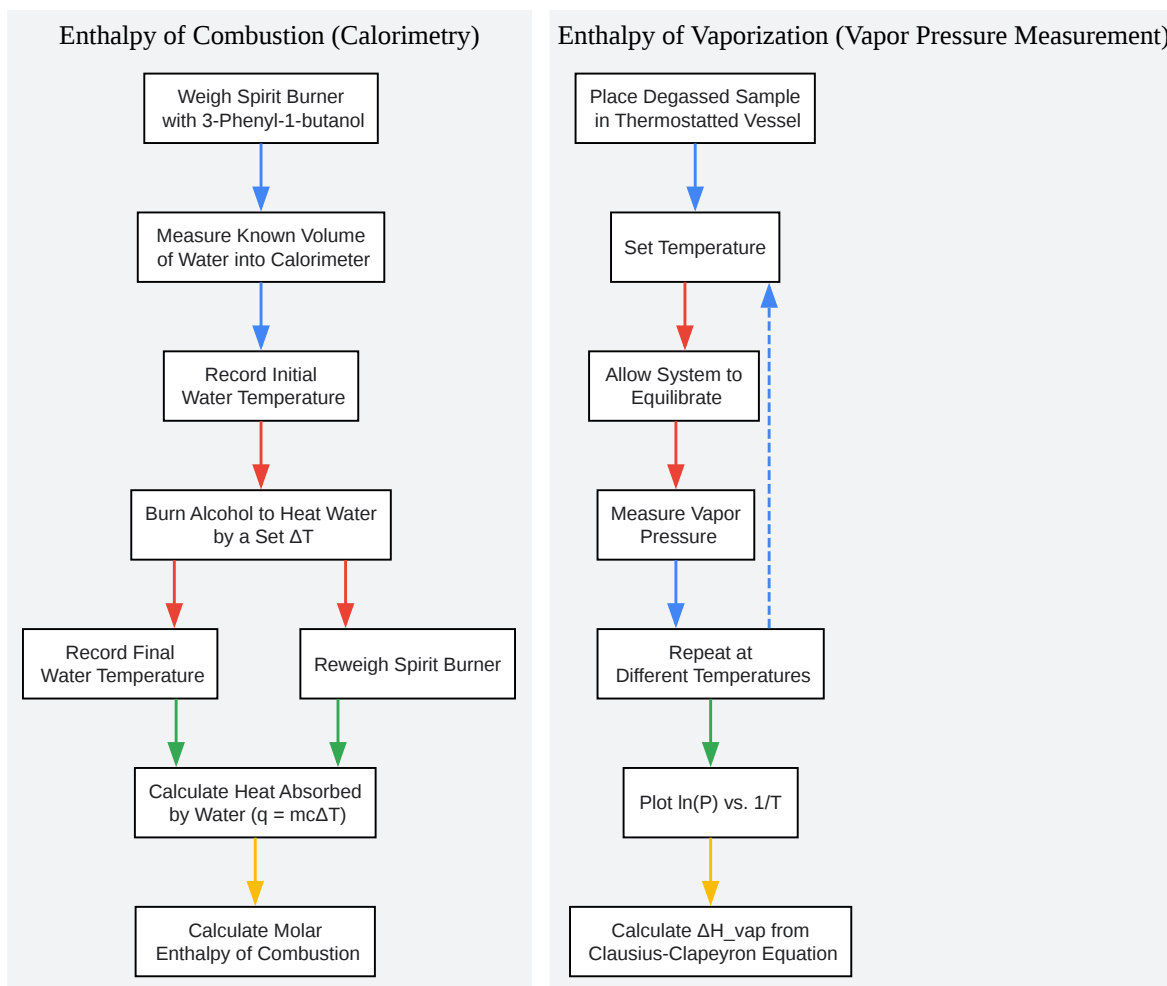 Enthalpy of Combustion (Calorimetry)
Weigh Spirit Burner
with 3-Phenyl-1-butanol
Measure Known Volume
of Water into Calorimeter
Record Initial
Water Temperature
Burn Alcohol to Heat Water
by a Set ΔT
Record Final
Water Temperature
Reweigh Spirit Burner
Calculate Heat Absorbed
by Water (q = mcΔT)
Calculate Molar
Enthalpy of Combustion
Enthalpy of Vaporization (Vapor Pressure Measurement)
Place Degassed Sample
in Thermostatted Vessel
Set Temperature
Allow System to
Equilibrate
Measure Vapor
Pressure
Repeat at
Different Temperatures
Plot ln(P) vs. 1/T
Calculate ΔH_vap from
Clausius-Clapeyron Equation